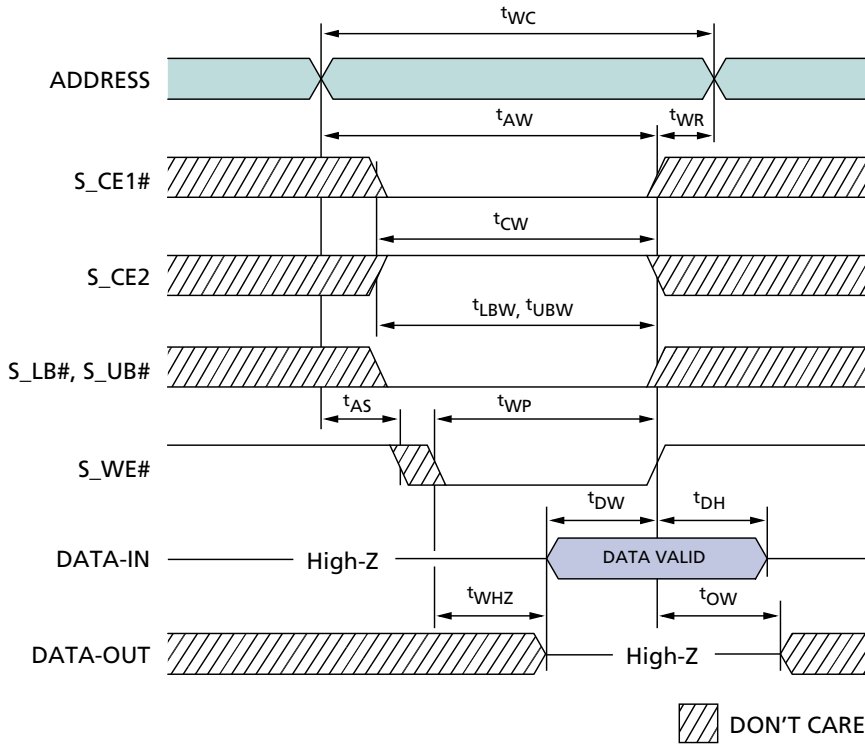 tWC
ADDRESS
tAW
tWR
S_CE1#
tCW
S_CE2
tLBW, tUBW
S_LB#, S_UB#
tAS
tWP
S_WE#
tDW
tDH
DATA-IN
High-Z
DATA VALID
tWHZ
tOW
DATA-OUT
High-Z
DON'T CARE